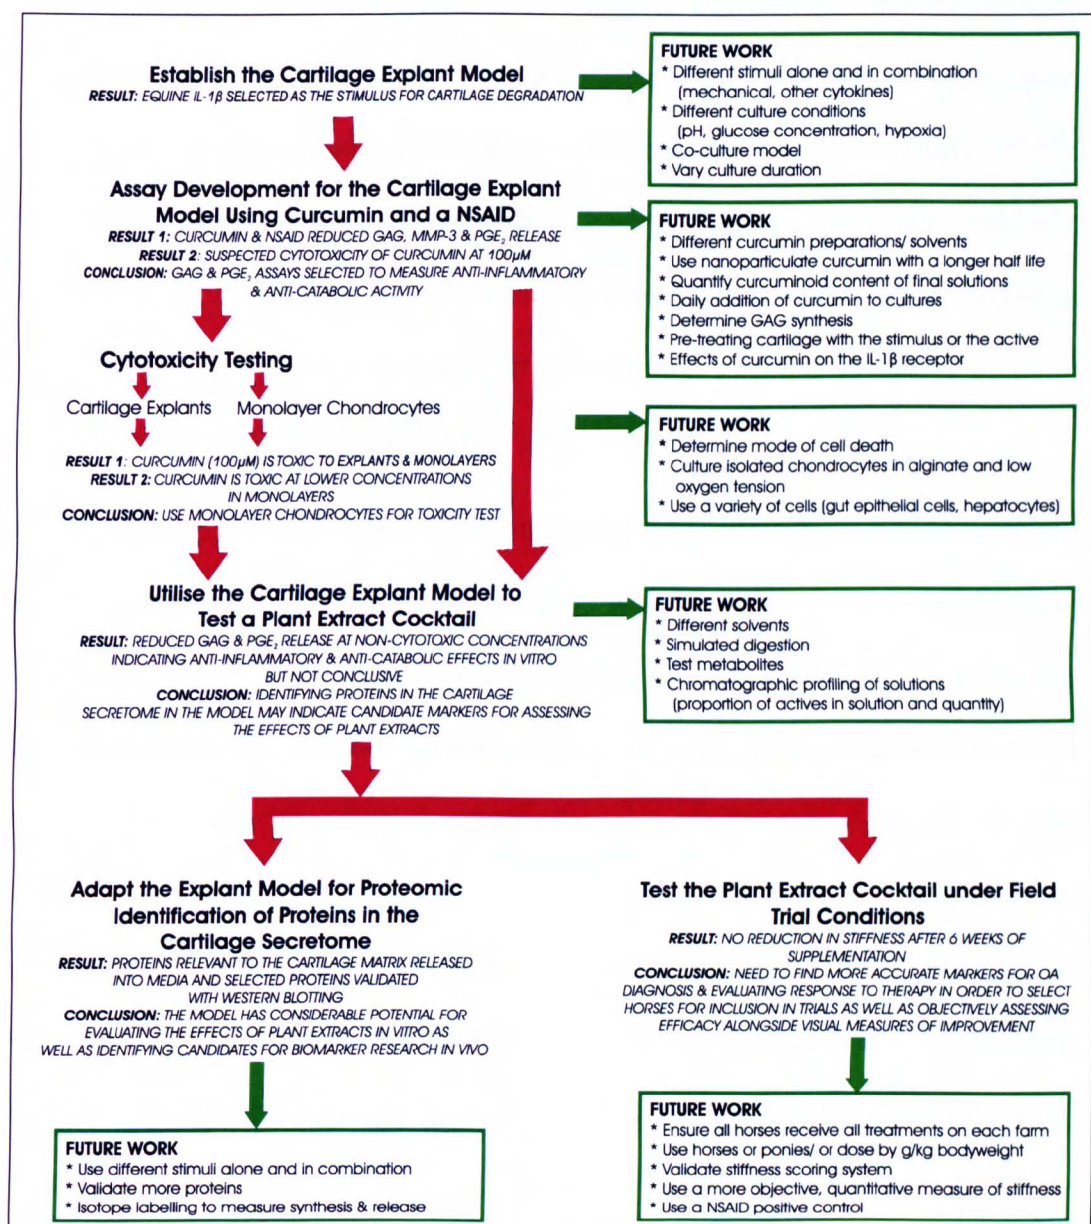 Establish the Cartilage Explant Model
RESULT: EQUINE IL-1β SELECTED AS THE STIMULUS FOR CARTILAGE DEGRADATION
FUTURE WORK
* Different stimuli alone and in combination
(mechanical, other cytokines)
* Different culture conditions
(pH, glucose concentration, hypoxia)
* Co-culture model
* Vary culture duration
Assay Development for the Cartilage Explant
Model Using Curcumin and a NSAID
RESULT 1: CURCUMIN & NSAID REDUCED GAG, MMP-3 & PGE₂ RELEASE
RESULT 2: SUSPECTED CYTOTOXICITY OF CURCUMIN AT 100µM
CONCLUSION: GAG & PGE₂ ASSAYS SELECTED TO MEASURE ANTI-INFLAMMATORY
& ANTI-CATABOLIC ACTIVITY
FUTURE WORK
* Different curcumin preparations/ solvents
* Use nanoparticulate curcumin with a longer half life
* Quantify curcuminoid content of final solutions
* Daily addition of curcumin to cultures
* Determine GAG synthesis
* Pre-treating cartilage with the stimulus or the active
* Effects of curcumin on the IL-1β receptor
Cytotoxicity Testing
Cartilage Explants
Monolayer Chondrocytes
RESULT 1: CURCUMIN (100µM) IS TOXIC TO EXPLANTS & MONOLAYERS
RESULT 2: CURCUMIN IS TOXIC AT LOWER CONCENTRATIONS
IN MONOLAYERS
CONCLUSION: USE MONOLAYER CHONDROCYTES FOR TOXICITY TEST
FUTURE WORK
* Determine mode of cell death
* Culture isolated chondrocytes in alginate and low
oxygen tension
* Use a variety of cells (gut epithelial cells, hepatocytes)
Utilise the Cartilage Explant Model to
Test a Plant Extract Cocktail
RESULT: REDUCED GAG & PGE₂ RELEASE AT NON-CYTOTOXIC CONCENTRATIONS
INDICATING ANTI-INFLAMMATORY & ANTI-CATABOLIC EFFECTS IN VITRO
BUT NOT CONCLUSIVE
CONCLUSION: IDENTIFYING PROTEINS IN THE CARTILAGE
SECRETOME IN THE MODEL MAY INDICATE CANDIDATE MARKERS FOR ASSESSING
THE EFFECTS OF PLANT EXTRACTS
FUTURE WORK
* Different solvents
* Simulated digestion
* Test metabolites
* Chromatographic profiling of solutions
(proportion of actives in solution and quantity)
Adapt the Explant Model for Proteomic
Identification of Proteins in the
Cartilage Secretome
RESULT: PROTEINS RELEVANT TO THE CARTILAGE MATRIX RELEASED
INTO MEDIA AND SELECTED PROTEINS VALIDATED
WITH WESTERN BLOTTING
CONCLUSION: THE MODEL HAS CONSIDERABLE POTENTIAL FOR
EVALUATING THE EFFECTS OF PLANT EXTRACTS IN VITRO AS
WELL AS IDENTIFYING CANDIDATES FOR BIOMARKER RESEARCH IN VIVO
FUTURE WORK
* Use different stimuli alone and in combination
* Validate more proteins
* Isotope labelling to measure synthesis & release
Test the Plant Extract Cocktail under Field
Trial Conditions
RESULT: NO REDUCTION IN STIFFNESS AFTER 6 WEEKS OF
SUPPLEMENTATION
CONCLUSION: NEED TO FIND MORE ACCURATE MARKERS FOR OA
DIAGNOSIS & EVALUATING RESPONSE TO THERAPY IN ORDER TO SELECT
HORSES FOR INCLUSION IN TRIALS AS WELL AS OBJECTIVELY ASSESSING
EFFICACY ALONGSIDE VISUAL MEASURES OF IMPROVEMENT
FUTURE WORK
* Ensure all horses receive all treatments on each farm
* Use horses or ponies/ or dose by g/kg bodyweight
* Validate stiffness scoring system
* Use a more objective, quantitative measure of stiffness
* Use a NSAID positive control